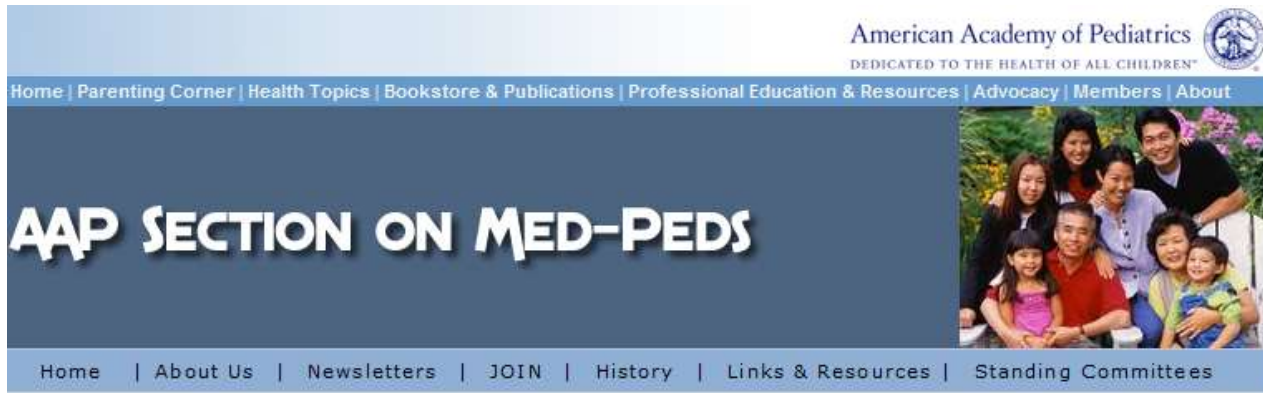 American Academy of Pediatrics
DEDICATED TO THE HEALTH OF ALL CHILDREN™
Home | Parenting Corner | Health Topics | Bookstore & Publications | Professional Education & Resources | Advocacy | Members | About
AAP SECTION ON MED-PEDS
Home | About Us | Newsletters | JOIN | History | Links & Resources | Standing Committees